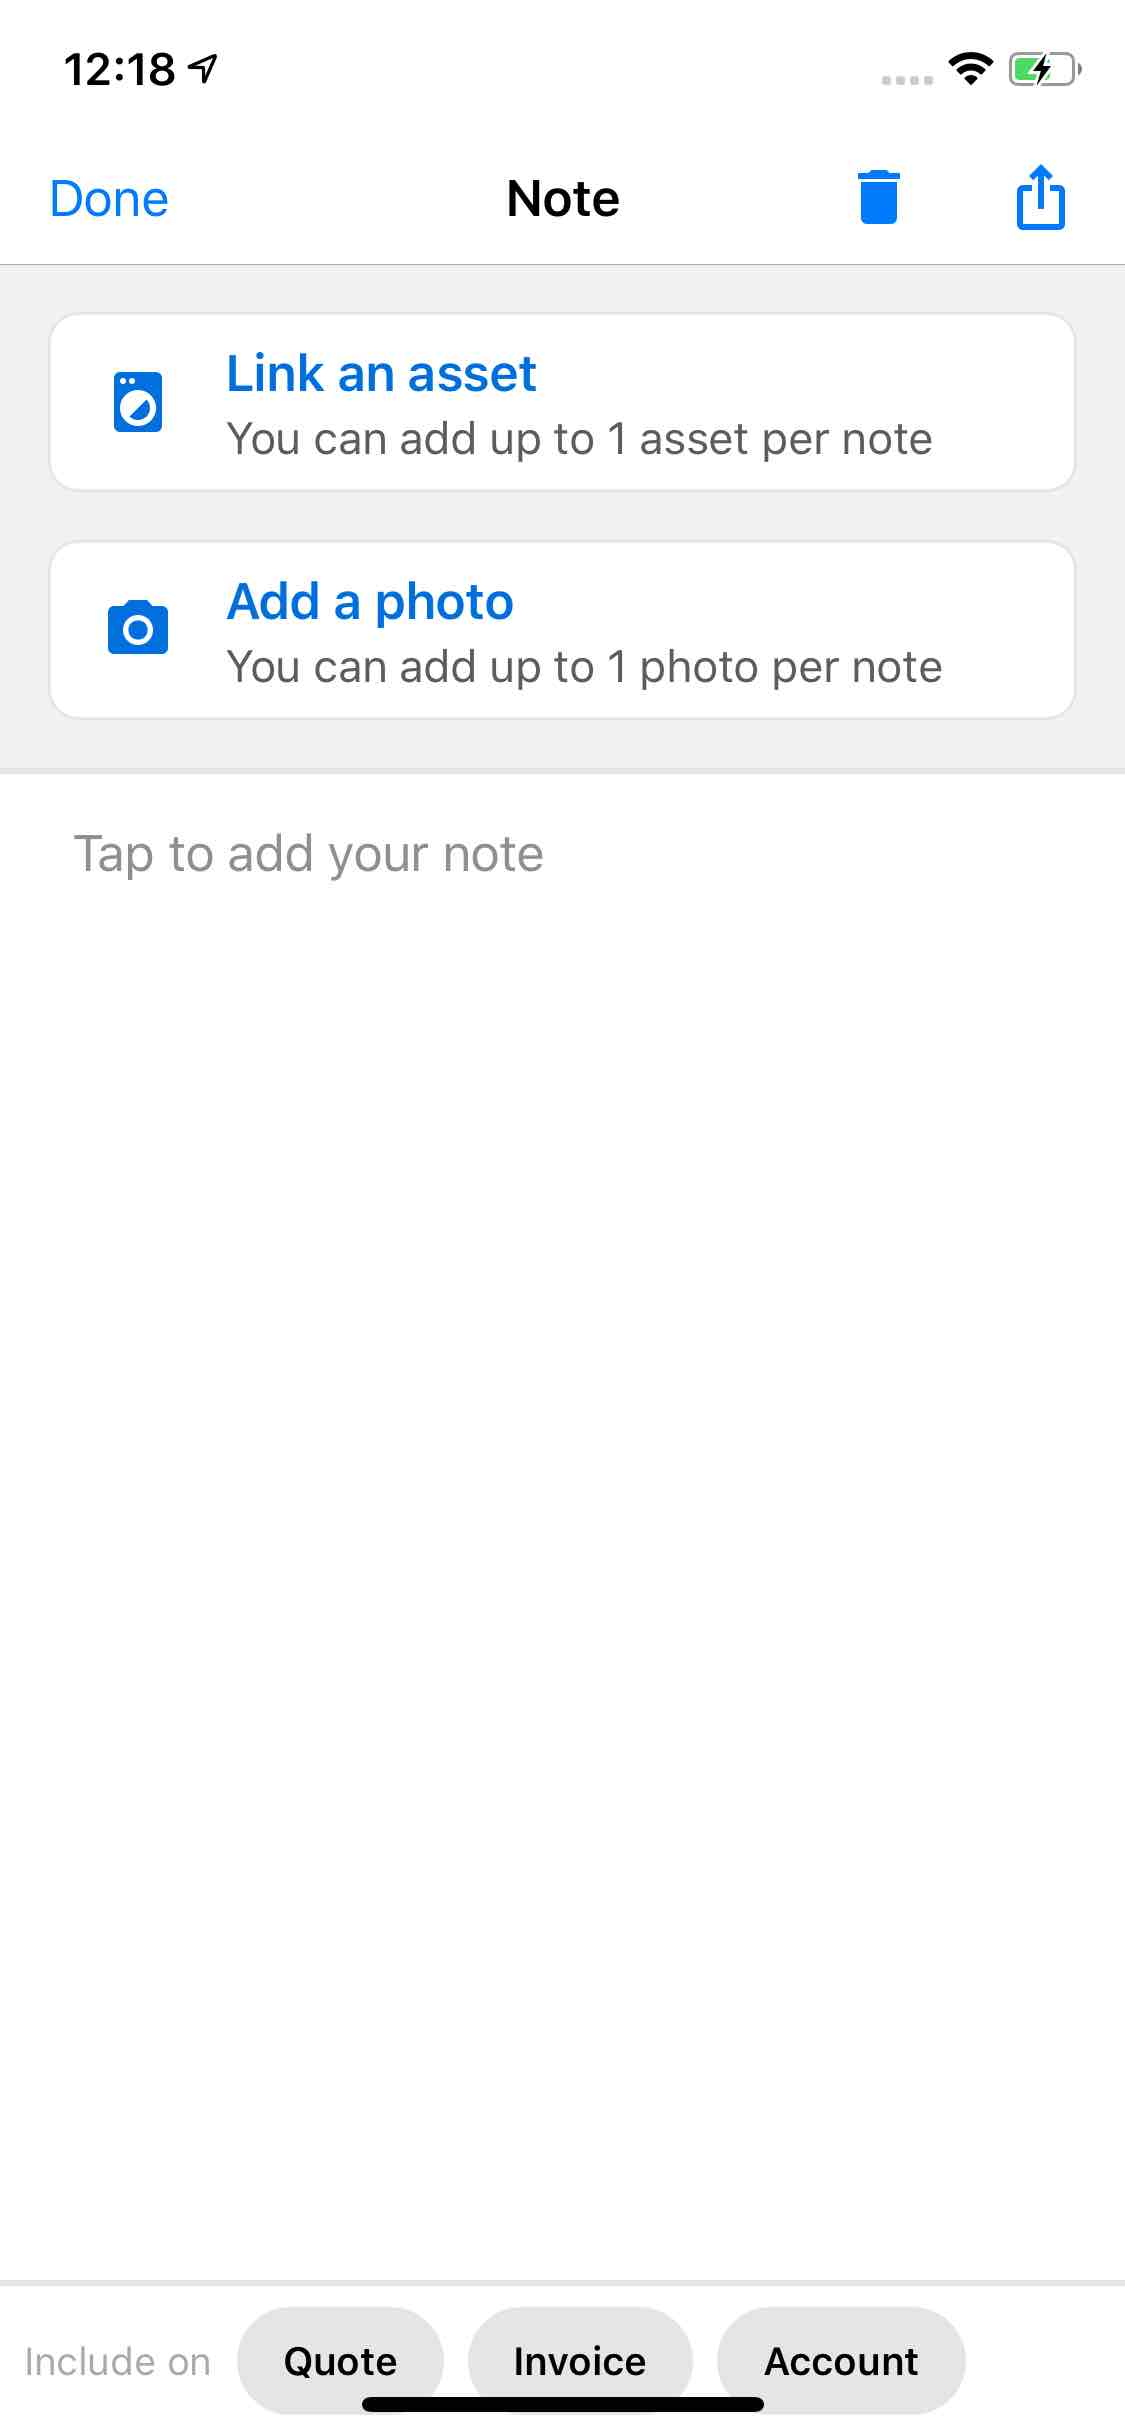 12:18
Done
Note
Link an asset
You can add up to 1 asset per note
Add a photo
You can add up to 1 photo per note
Tap to add your note
Include on
Quote
Invoice
Account